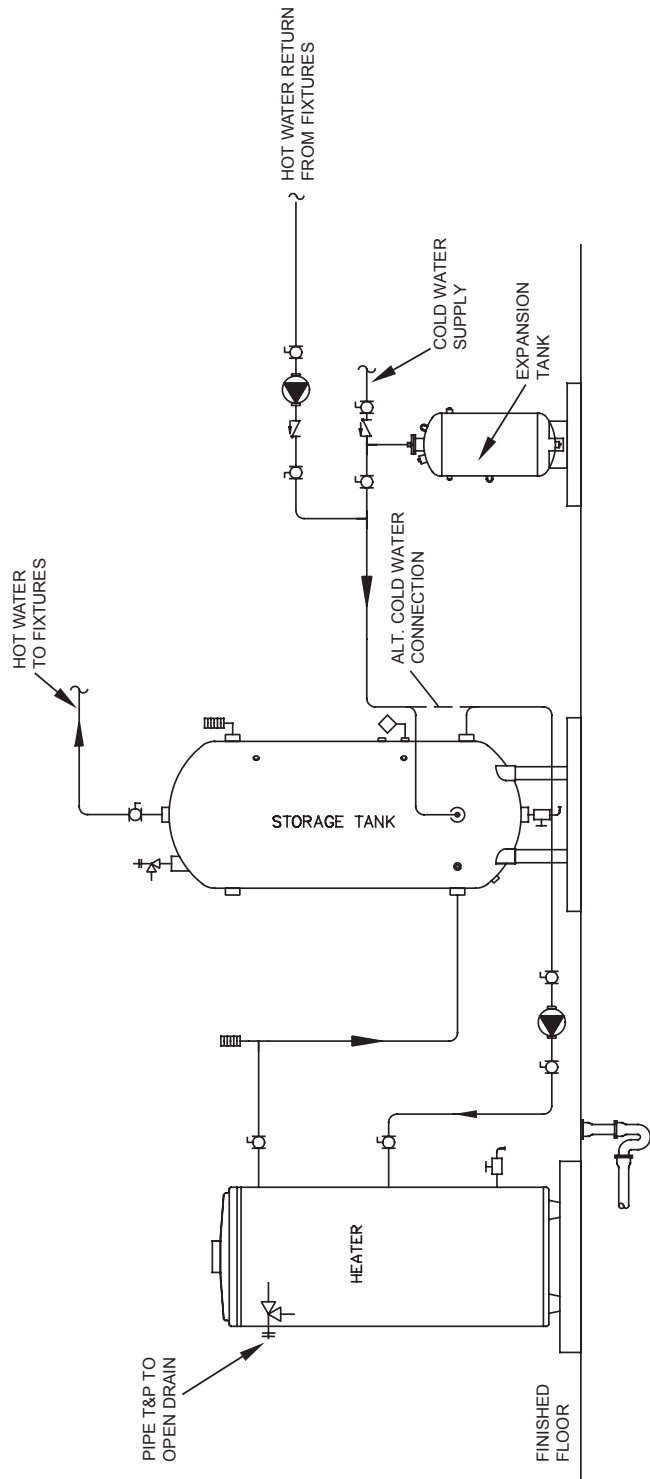 PIPE T&P TO
OPEN DRAIN
HEATER
FINISHED
FLOOR
HOT WATER
TO FIXTURES
STORAGE TANK
ALT. COLD WATER
CONNECTION
HOT WATER RETURN
FROM FIXTURES
COLD WATER
SUPPLY
EXPANSION
TANK